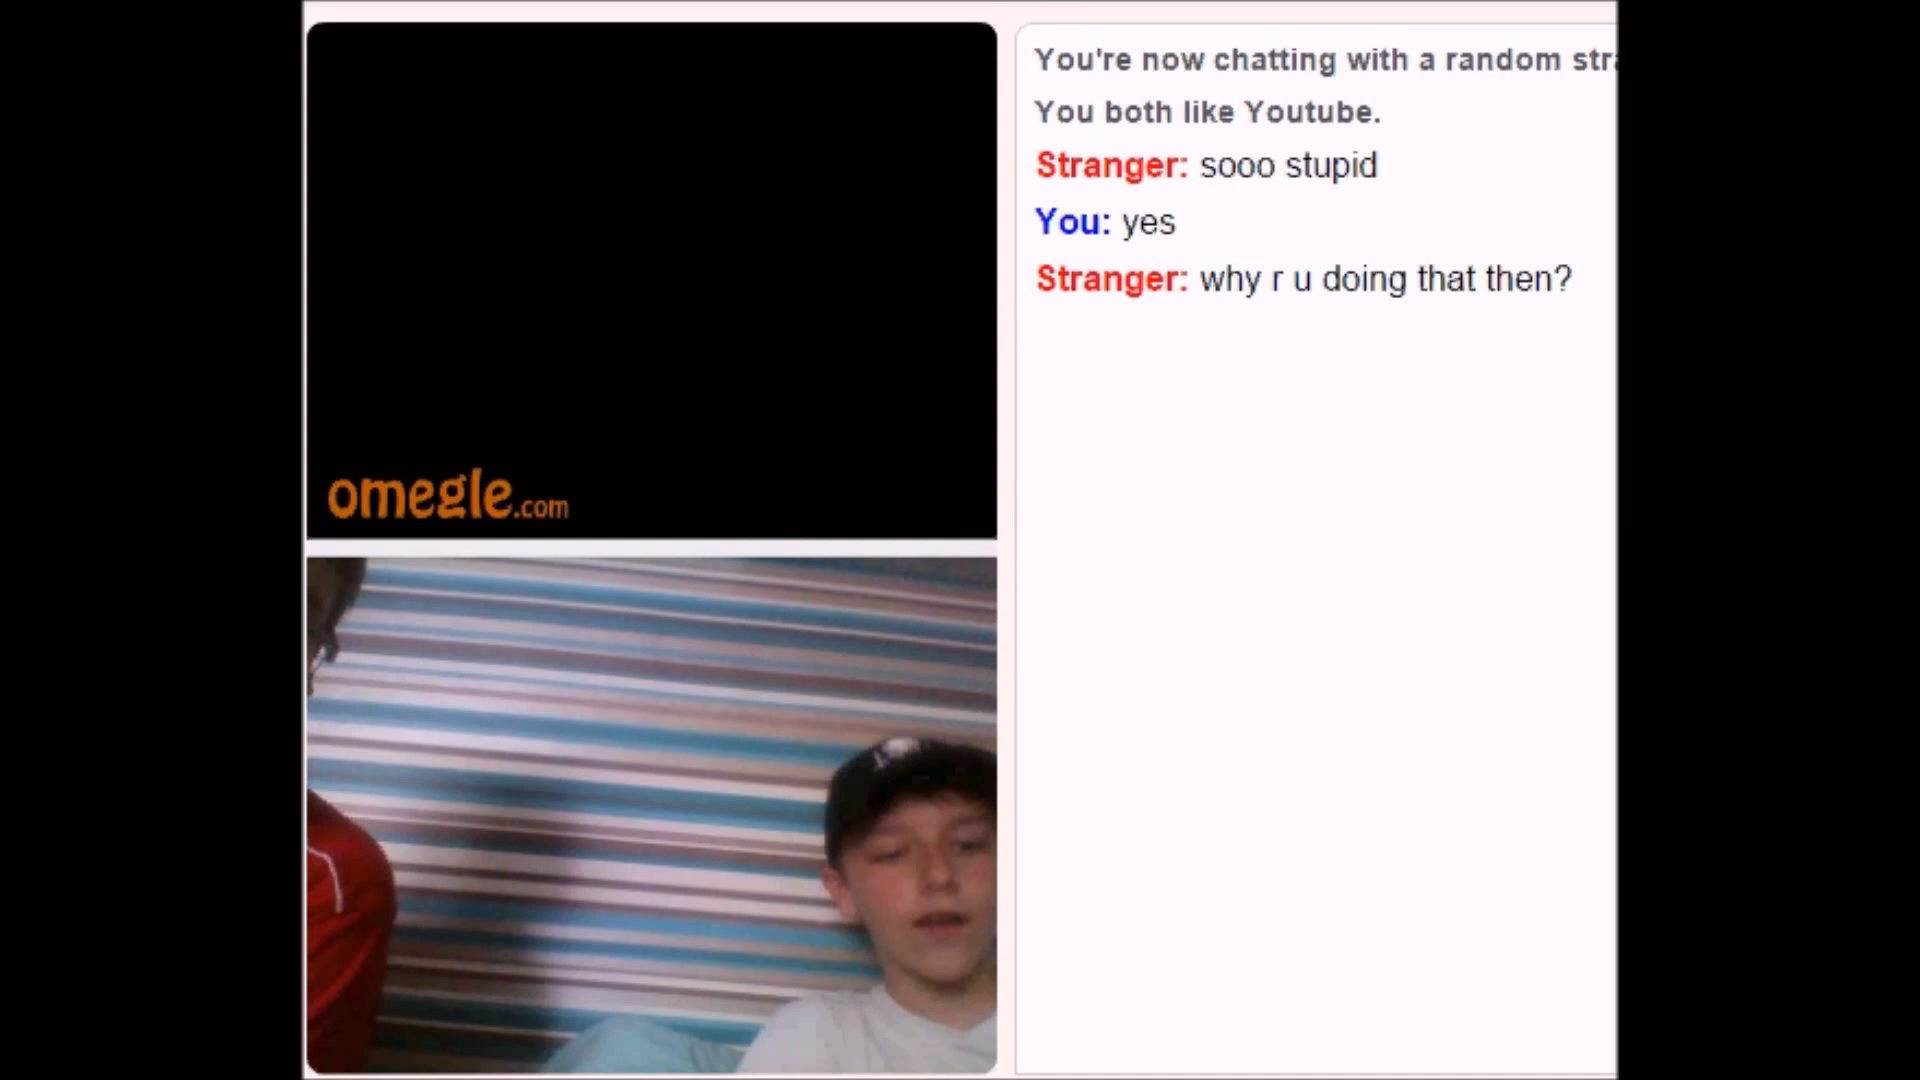 You're now chatting with a random
You both like Youtube.
Stranger: sooo stupid
You: yes
Stranger: why r u doing that then?
omegle.com